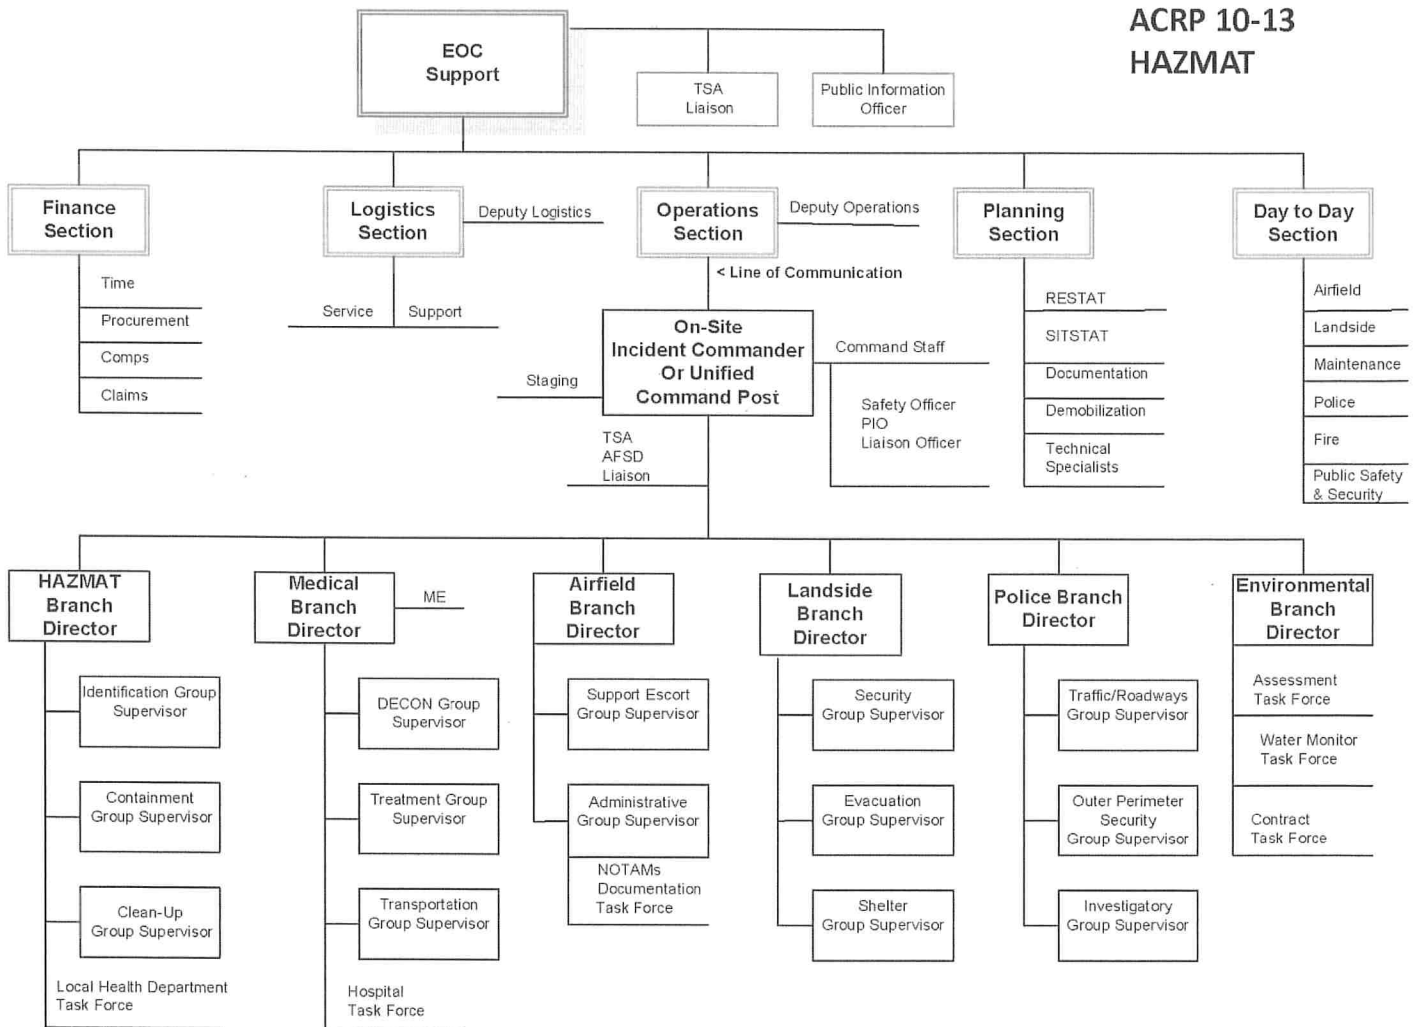 ACRP 10-13
HAZMAT
EOC
Support
TSA
Liaison
Public Information
Officer
Finance
Section
Logistics
Section
Deputy Logistics
Operations
Section
Deputy Operations
Planning
Section
Day to Day
Section
< Line of Communication
Time
Procurement
Comps
Claims
Service
Support
On-Site
Incident Commander
Or Unified
Command Post
Staging
TSA
AFSD
Liaison
Command Staff
Safety Officer
PIO
Liaison Officer
RESTAT
SITSTAT
Documentation
Demobilization
Technical
Specialists
Airfield
Landside
Maintenance
Police
Fire
Public Safety
& Security
HAZMAT
Branch
Director
Medical
Branch
Director
ME
Airfield
Branch
Director
Landside
Branch
Director
Police Branch
Director
Environmental
Branch
Director
Identification Group
Supervisor
Containment
Group Supervisor
Clean-Up
Group Supervisor
Local Health Department
Task Force
DECON Group
Supervisor
Treatment Group
Supervisor
Transportation
Group Supervisor
Hospital
Task Force
Support Escort
Group Supervisor
Administrative
Group Supervisor
NOTAMs
Documentation
Task Force
Security
Group Supervisor
Evacuation
Group Supervisor
Shelter
Group Supervisor
Traffic/Roadways
Group Supervisor
Outer Perimeter
Security
Group Supervisor
Investigatory
Group Supervisor
Assessment
Task Force
Water Monitor
Task Force
Contract
Task Force